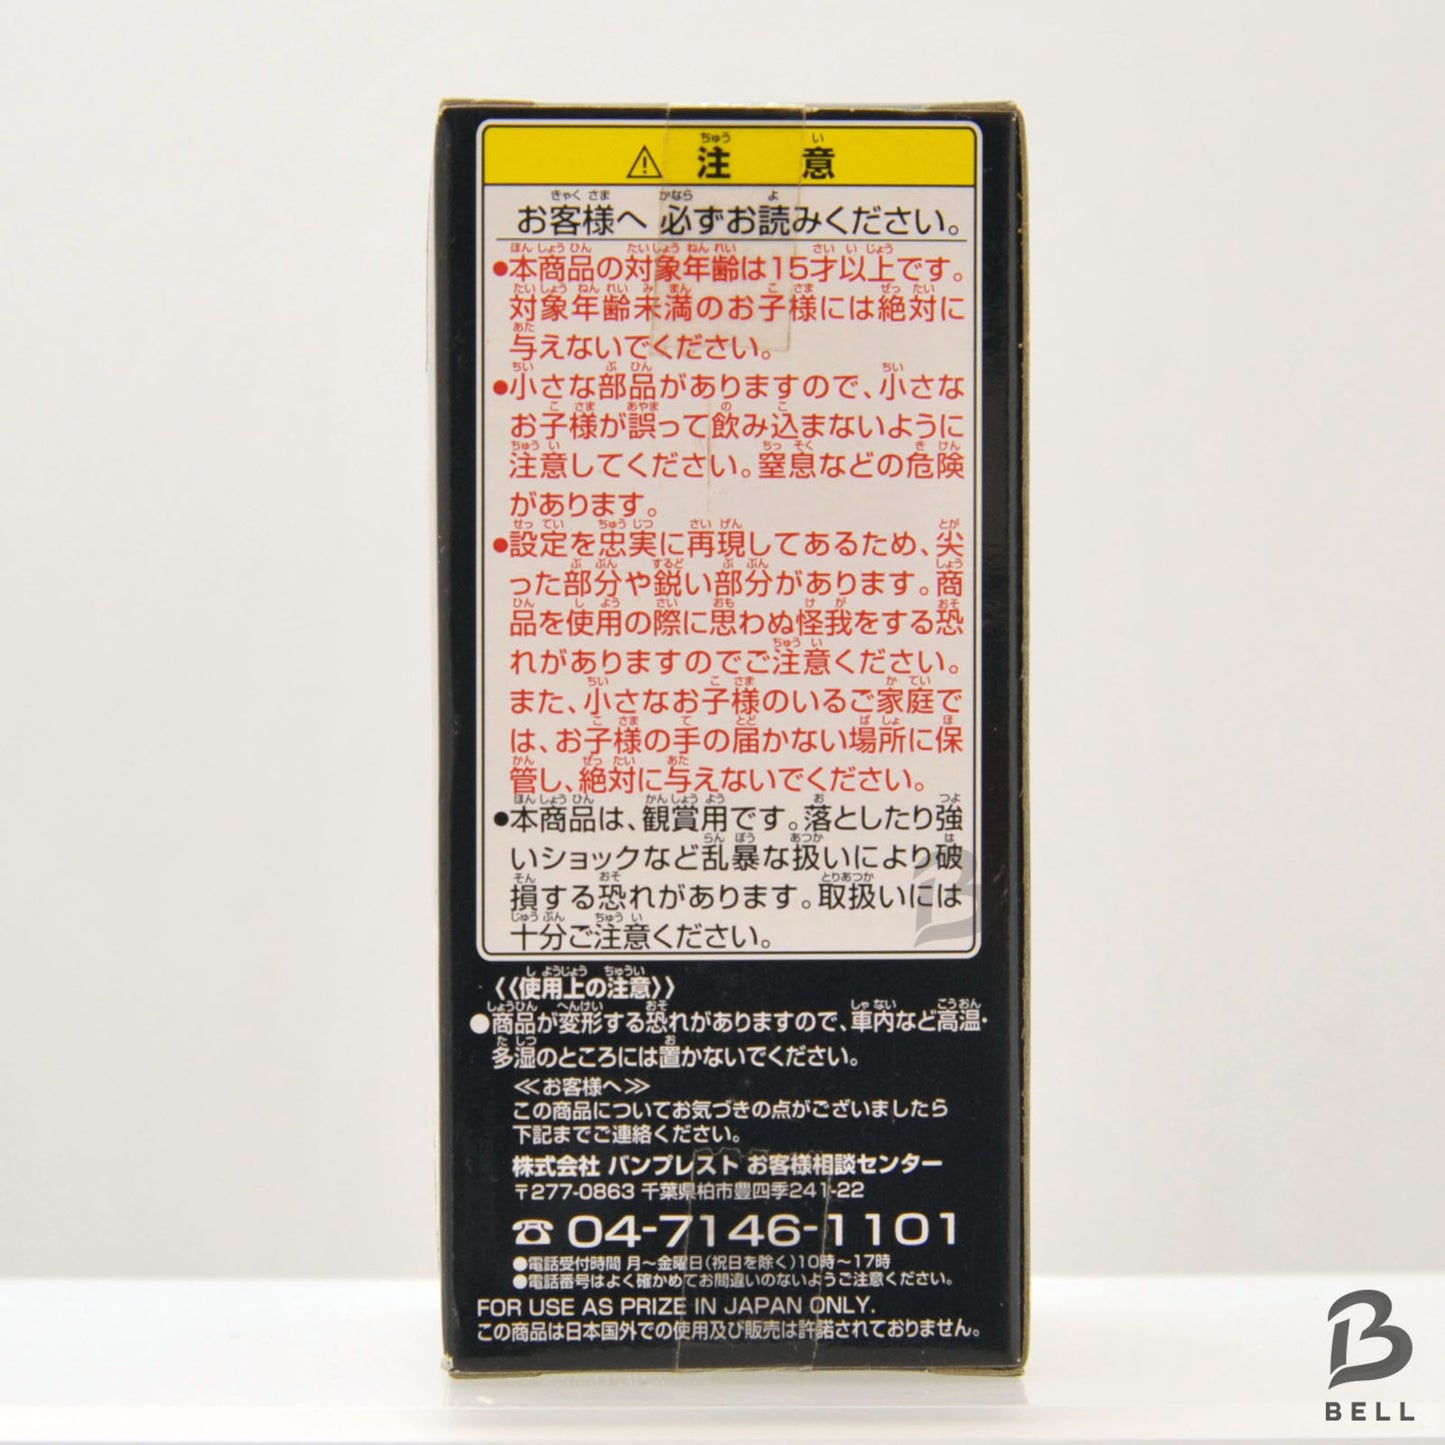 ⚠ 注意
お客様へ 必ずお読みください。
●本商品の対象年齢は15才以上です。
対象年齢未満のお子様には絶対に
与えないでください。
●小さな部品がありますので、小さな
お子様が誤って飲み込まないように
注意してください。窒息などの危険
があります。
●設定を忠実に再現してあるため、尖
った部分や鋭い部分があります。商
品を使用の際に思わぬ怪我をする恐
れがありますのでご注意ください。
また、小さなお子様のいるご家庭で
は、お子様の手の届かない場所に保
管し、絶対に与えないでください。
●本商品は、観賞用です。落としたり強
いショックなど乱暴な扱いにより破
損する恐れがあります。取扱いには
十分ご注意ください。
《使用上の注意》
●商品が変形する恐れがありますので、車内など高温・
多湿のところには置かないでください。
≪お客様へ≫
この商品についてお気づきの点がございましたら
下記までご連絡ください。
株式会社 バンプレスト お客様相談センター
〒277-0863 千葉県柏市豊四季241-22
☎ 04-7146-1101
●電話受付時間 月～金曜日(祝日を除く)10時～17時
●電話番号はよく確かめてお間違いのないようご注意ください。
FOR USE AS PRIZE IN JAPAN ONLY.
この商品は日本国外での使用及び販売は許諾されておりません。
B
BELL